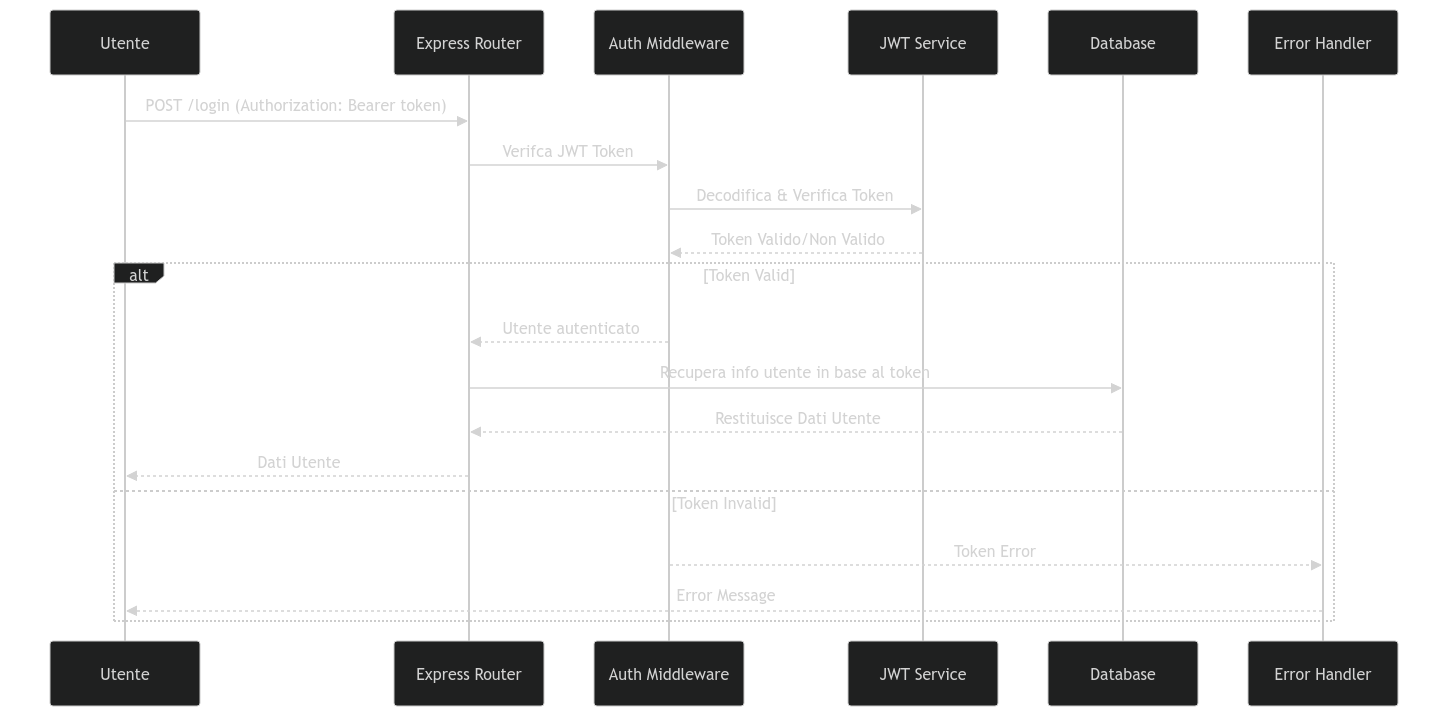 Utente
Express Router
Auth Middleware
JWT Service
Database
Error Handler
POST /login (Authorization: Bearer token)
Verifca JWT Token
Decodifica & Verifica Token
Token Valido/Non Valido
alt
[Token Valid]
Utente autenticato
Recupera info utente in base al token
Restituisce Dati Utente
Dati Utente
[Token Invalid]
Token Error
Error Message
Utente
Express Router
Auth Middleware
JWT Service
Database
Error Handler